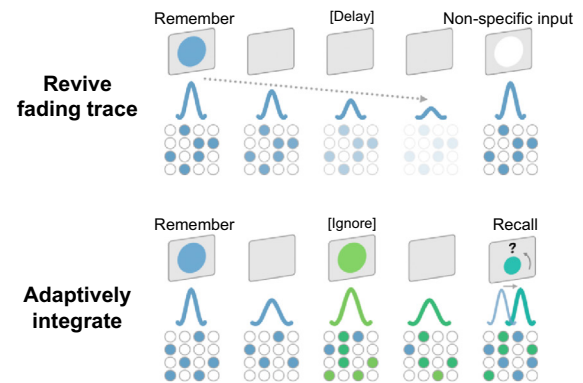 Remember [Delay] Non-specific input
Revive
fading trace
Remember [Ignore] Recall
?
Adaptively
integrate